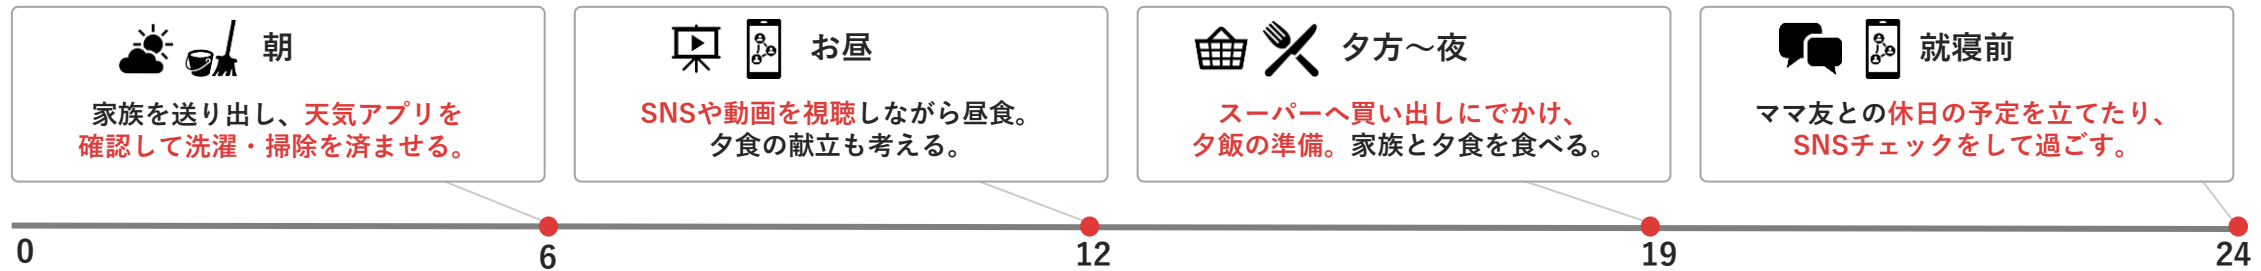 朝
家族を送り出し、天気アプリを
確認して洗濯・掃除を済ませる。
お昼
SNSや動画を視聴しながら昼食。
夕食の献立も考える。
夕方～夜
スーパーへ買い出しにでかけ、
夕飯の準備。家族と夕食を食べる。
就寝前
ママ友との休日の予定を立てたり、
SNSチェックをして過ごす。
0
6
12
19
24